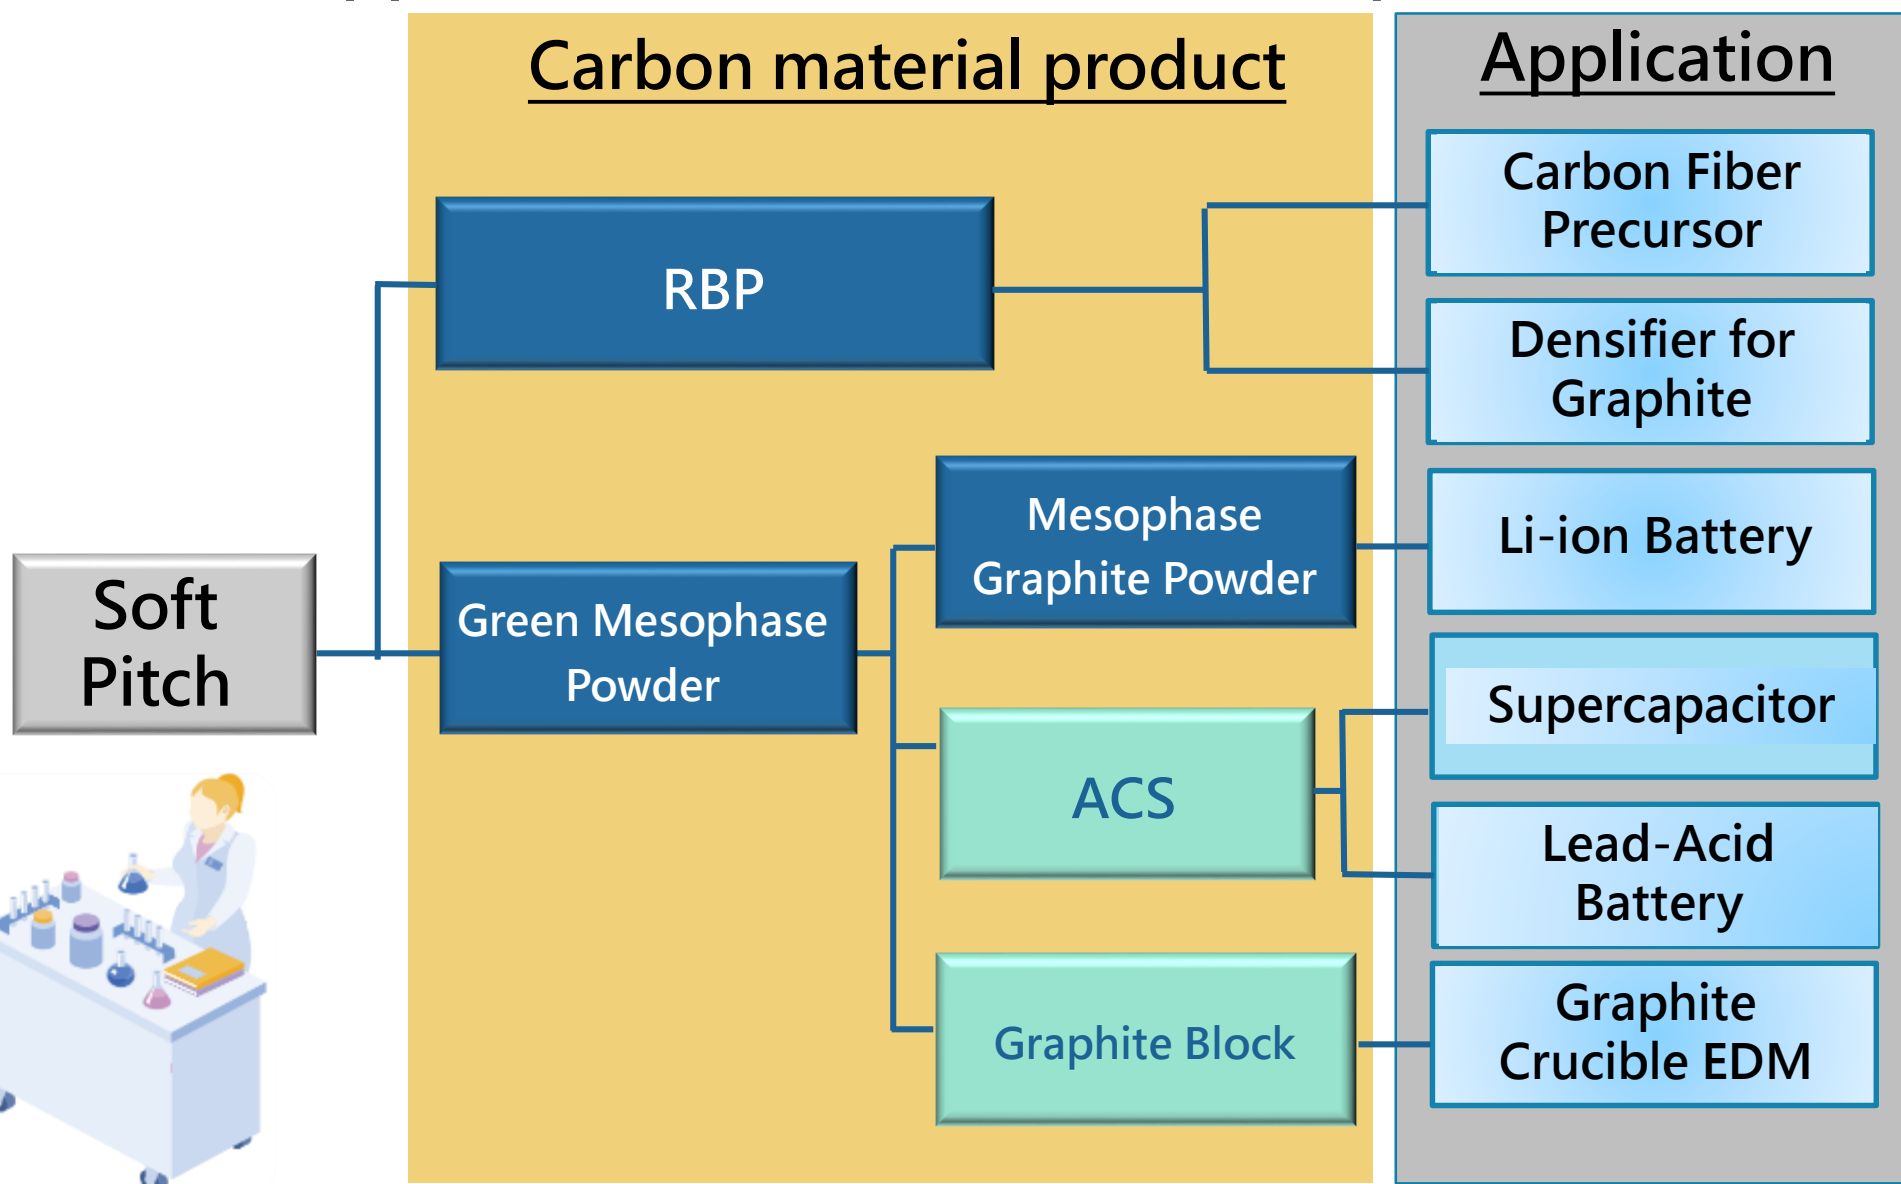 Carbon material product
Application
Soft
Pitch
RBP
Green Mesophase
Powder
Mesophase
Graphite Powder
ACS
Graphite Block
Carbon Fiber
Precursor
Densifier for
Graphite
Li-ion Battery
Supercapacitor
Lead-Acid
Battery
Graphite
Crucible EDM